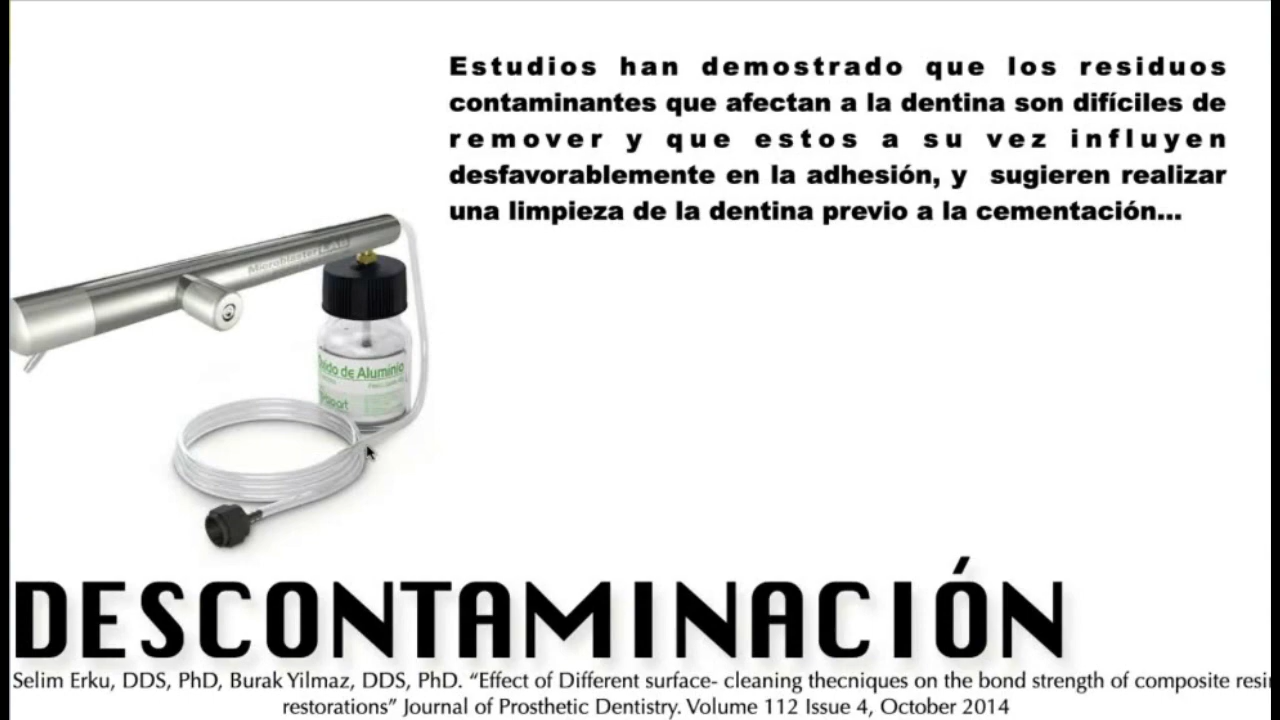 Estudios han demostrado que los residuos
contaminantes que afectan a la dentina son difíciles de
remover y que estos a su vez influyen
desfavorablemente en la adhesión, y sugieren realizar
una limpieza de la dentina previo a la cementación...
Microblaster LAB
de Aluminio
DESCONTAMINACIÓN
Selim Erku, DDS, PhD, Burak Yilmaz, DDS, PhD. “Effect of Different surface- cleaning thecniques on the bond strength of composite resin
restorations” Journal of Prosthetic Dentistry. Volume 112 Issue 4, October 2014